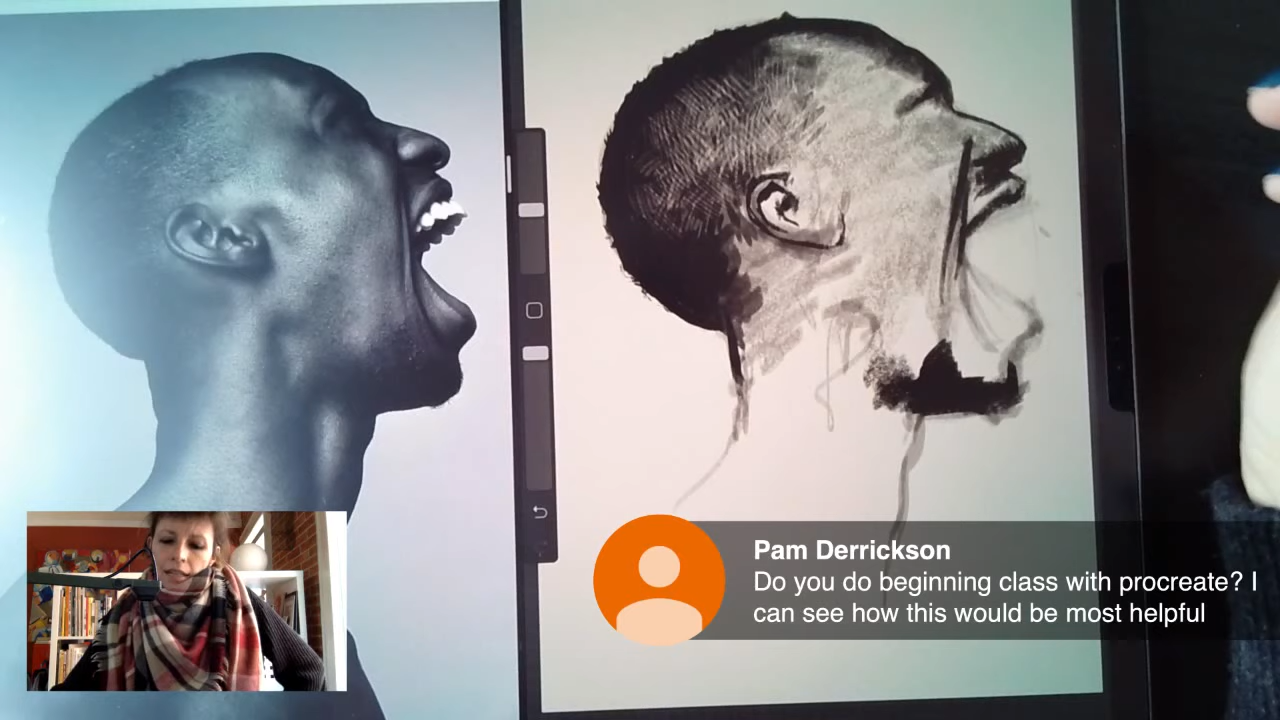 Pam Derrickson
Do you do beginning class with procreate? I
can see how this would be most helpful